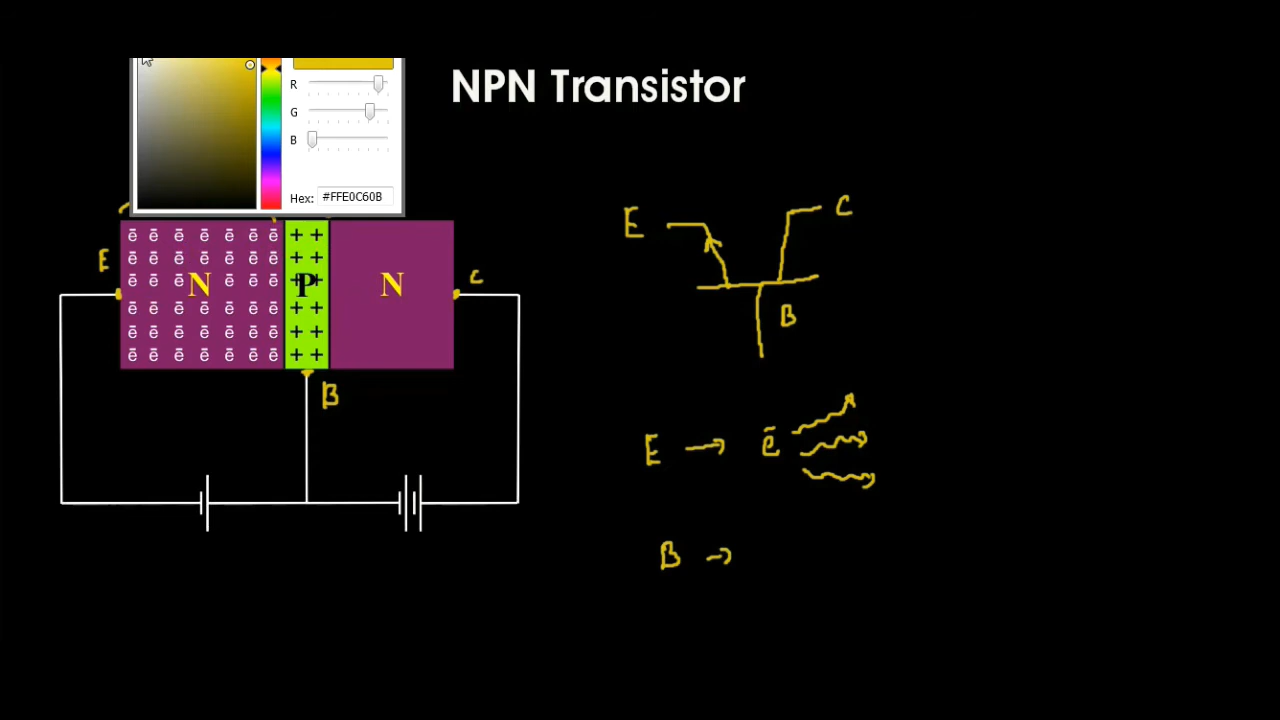 NPN Transistor
R
G
B
Hex: #FFE0C60B
E C
ē ē ē ē ē ē ē + +
E ē ē ē ē ē ē ē + + C
ē ē ē N ē ē ē + P + N
ē ē ē ē ē ē ē + +
ē ē ē ē ē ē ē + +
ē ē ē ē ē ē ē + +
B
B
E → ē
B →